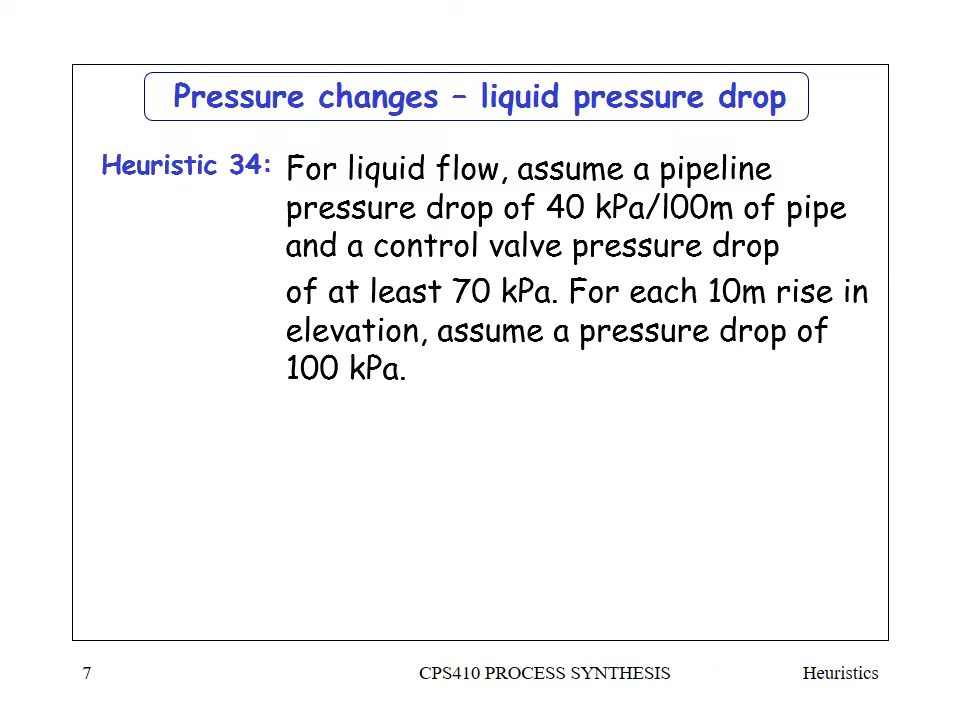 Pressure changes – liquid pressure drop
Heuristic 34: For liquid flow, assume a pipeline
pressure drop of 40 kPa/l00m of pipe
and a control valve pressure drop
of at least 70 kPa. For each 10m rise in
elevation, assume a pressure drop of
100 kPa.
7 CPS410 PROCESS SYNTHESIS Heuristics